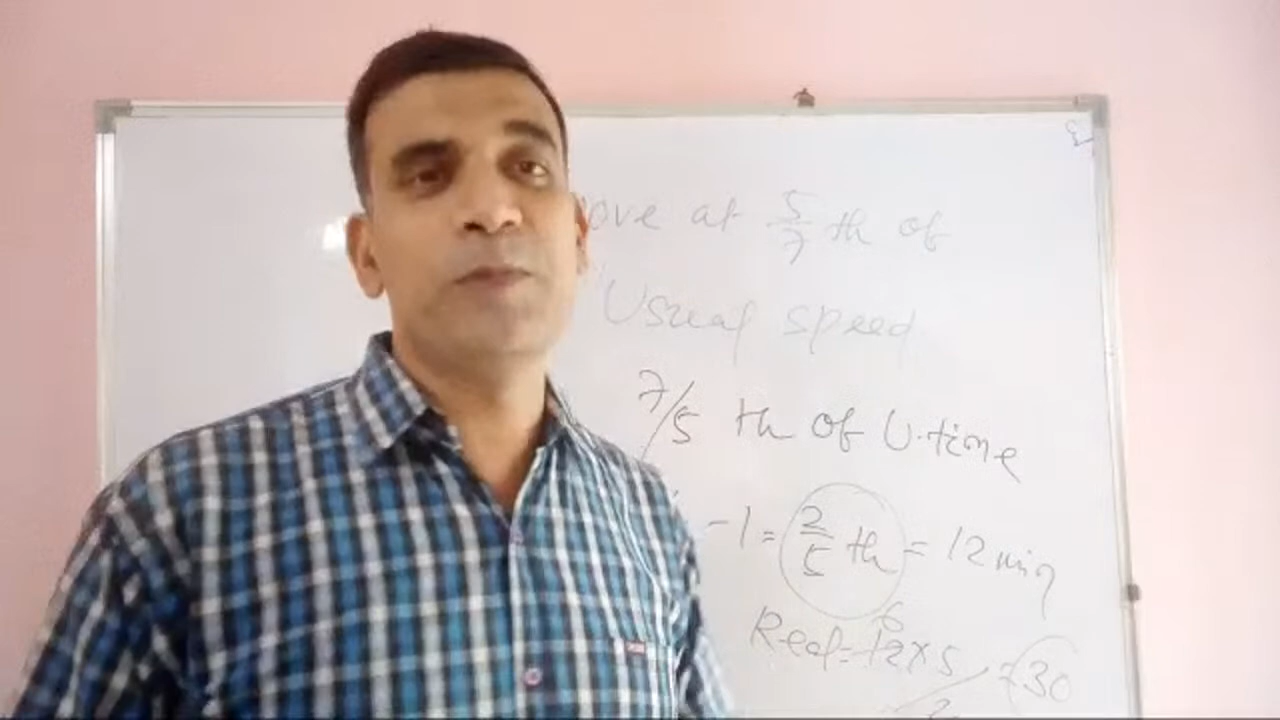 ove at 5/7 th of
Usual speed
7/5 th of U.time
-1 = 2/5 th = 12 min
6
Real = 12 x 5 / 2 = 30